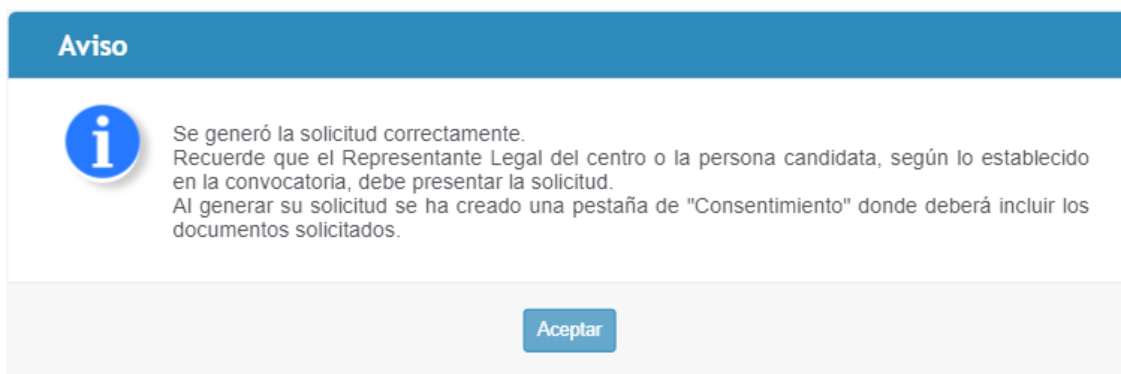 Aviso
Se generó la solicitud correctamente.
Recuerde que el Representante Legal del centro o la persona candidata, según lo establecido
en la convocatoria, debe presentar la solicitud.
Al generar su solicitud se ha creado una pestaña de "Consentimiento" donde deberá incluir los
documentos solicitados.
Aceptar